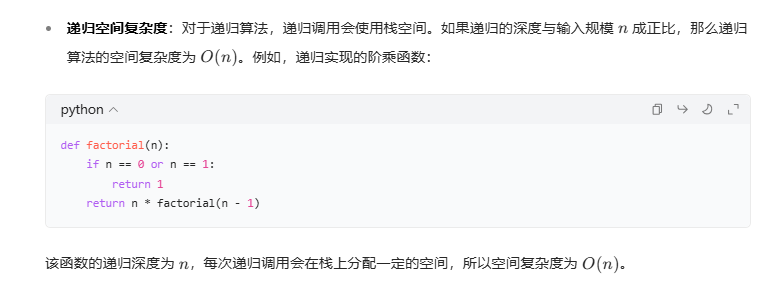 • 递归空间复杂度：对于递归算法，递归调用会使用栈空间。如果递归的深度与输入规模 n 成正比，那么递归
算法的空间复杂度为 O(n)。例如，递归实现的阶乘函数：
python
def factorial(n):
    if n == 0 or n == 1:
        return 1
    return n * factorial(n - 1)
该函数的递归深度为 n，每次递归调用会在栈上分配一定的空间，所以空间复杂度为 O(n)。